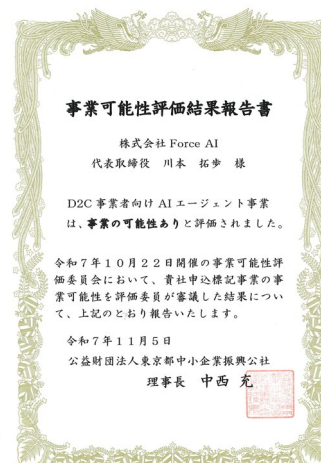 事業可能性評価結果報告書
株式会社 Force AI
代表取締役 川本 拓歩 様
D2C 事業者向け AI エージェント事業
は、事業の可能性ありと評価されました。
令和７年１０月２２日開催の事業可能性評
価委員会において、貴社申込標記事業の事
業可能性を評価委員が審議した結果につい
て、上記のとおり報告いたします。
令和７年１１月５日
公益財団法人東京都中小企業振興公社
理事長 中西 充